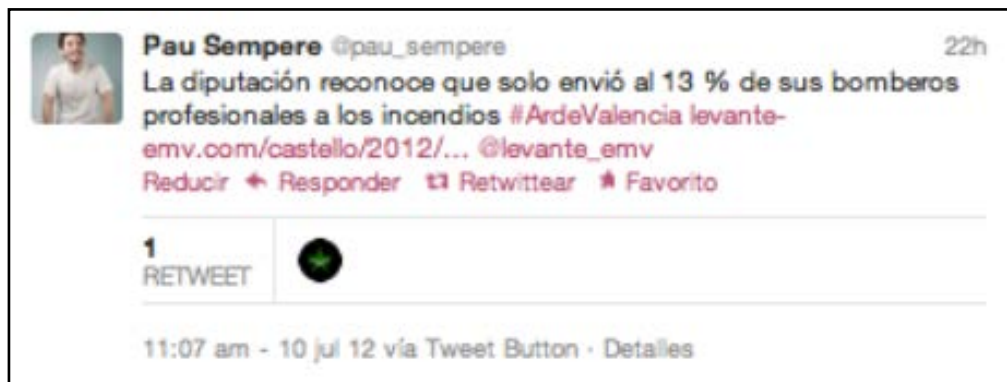 Pau Sempere @pau_sempere 22h
La diputación reconoce que solo envió al 13 % de sus bomberos
profesionales a los incendios #ArdeValencia levante-
emv.com/castello/2012/... @levante_emv
Reducir Responder Retwittear Favorito
1
RETWEET
11:07 am - 10 jul 12 vía Tweet Button · Detalles